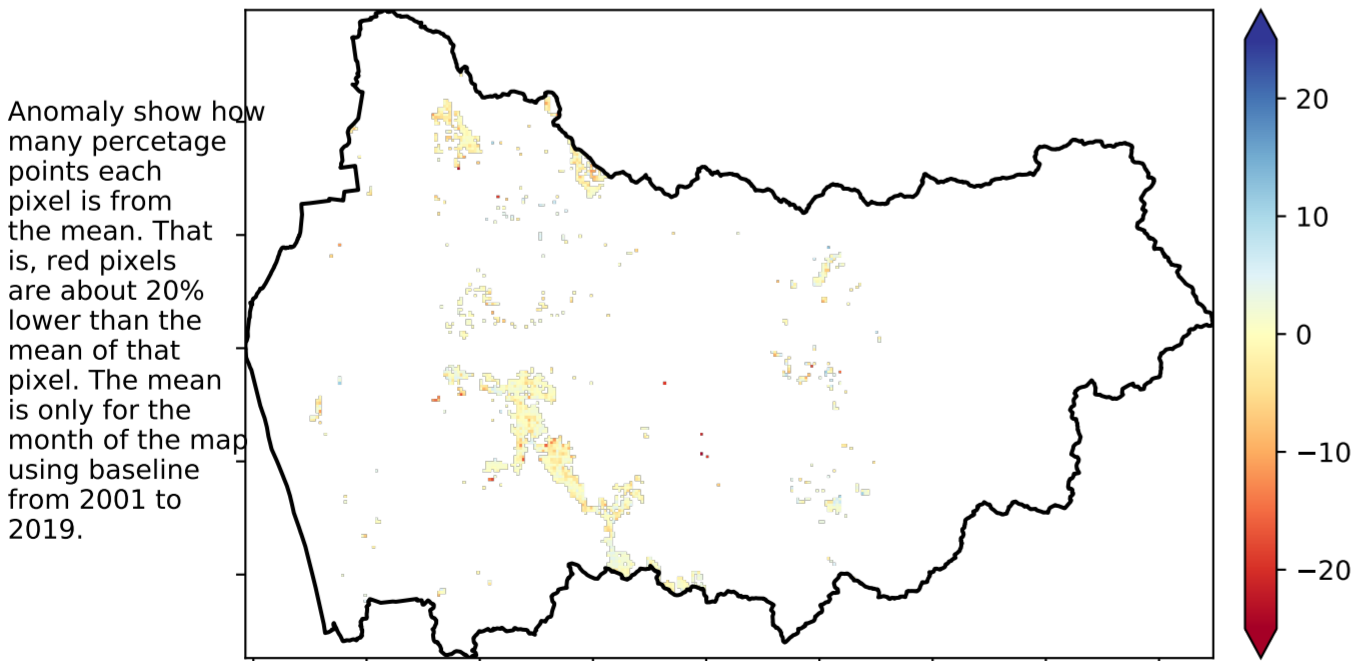 Anomaly show how
many percetage
points each
pixel is from
the mean. That
is, red pixels
are about 20%
lower than the
mean of that
pixel. The mean
is only for the
month of the map
using baseline
from 2001 to
2019.
20
10
0
−10
−20